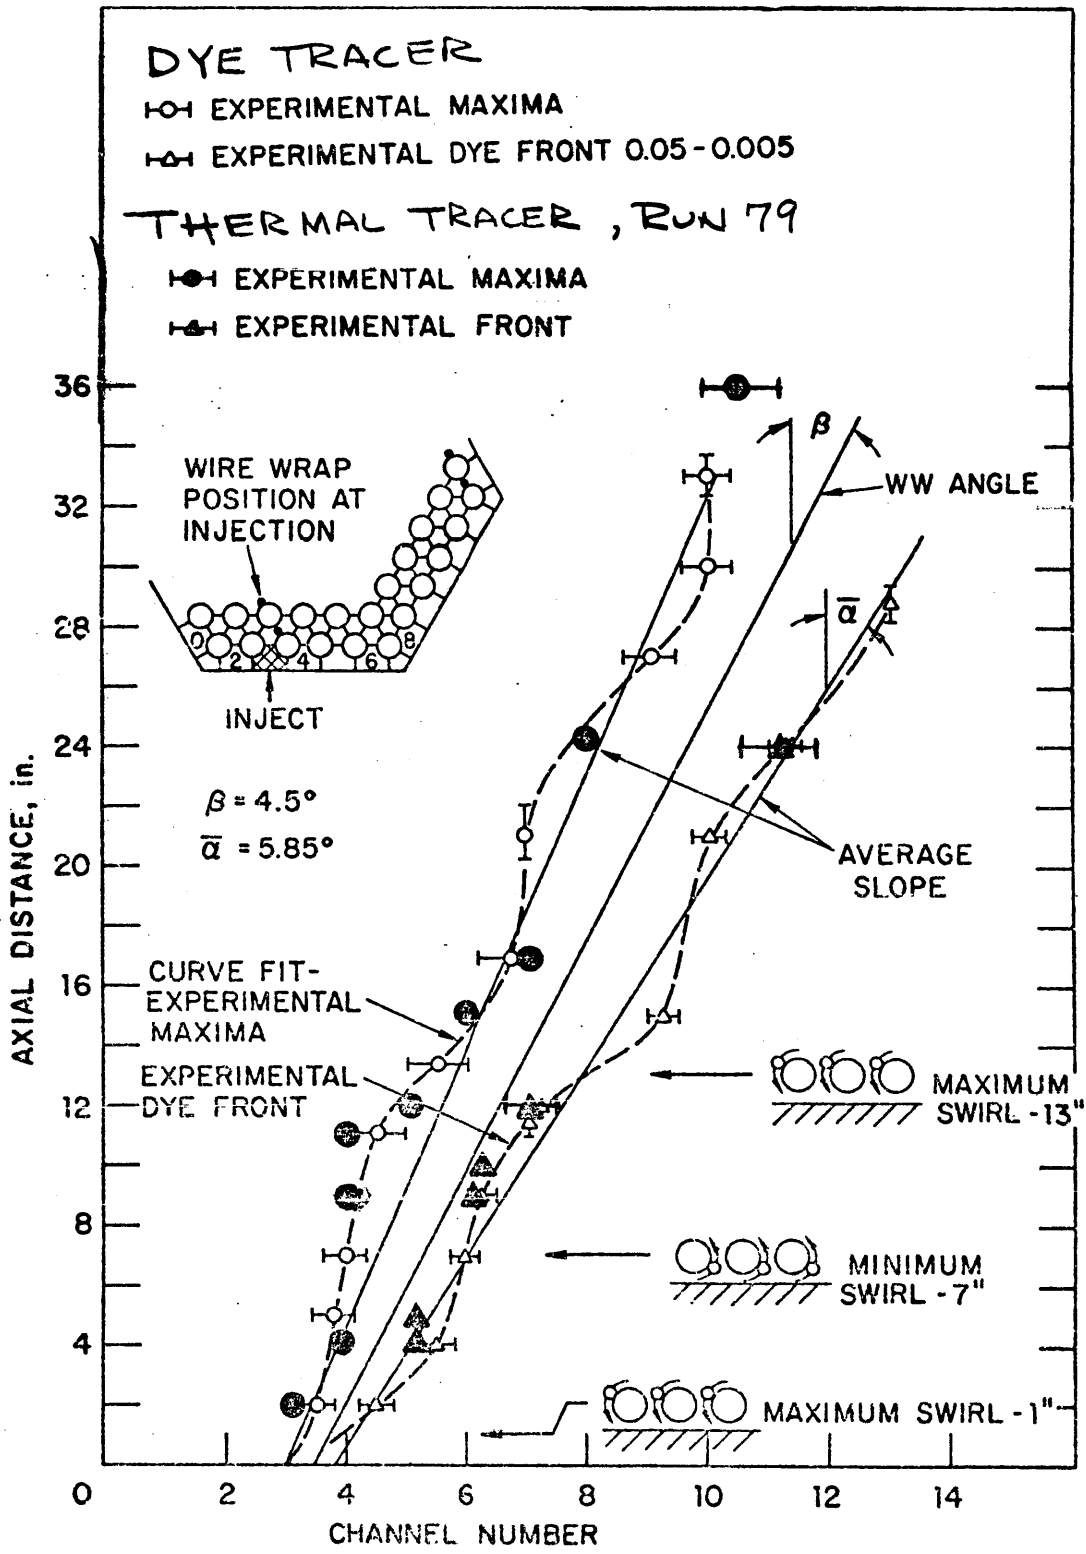 DYE TRACER
EXPERIMENTAL MAXIMA
EXPERIMENTAL DYE FRONT 0.05-0.005
THERMAL TRACER, RUN 79
EXPERIMENTAL MAXIMA
EXPERIMENTAL FRONT
36
32
28
24
20
16
12
8
4
0
AXIAL DISTANCE, in.
WIRE WRAP
POSITION AT
INJECTION
0 2 4 6 8
INJECT
β = 4.5°
α̅ = 5.85°
β
WW ANGLE
α̅
AVERAGE
SLOPE
CURVE FIT-
EXPERIMENTAL
MAXIMA
EXPERIMENTAL
DYE FRONT
MAXIMUM
SWIRL -13"
MINIMUM
SWIRL -7"
MAXIMUM SWIRL -1"
2 4 6 8 10 12 14
CHANNEL NUMBER